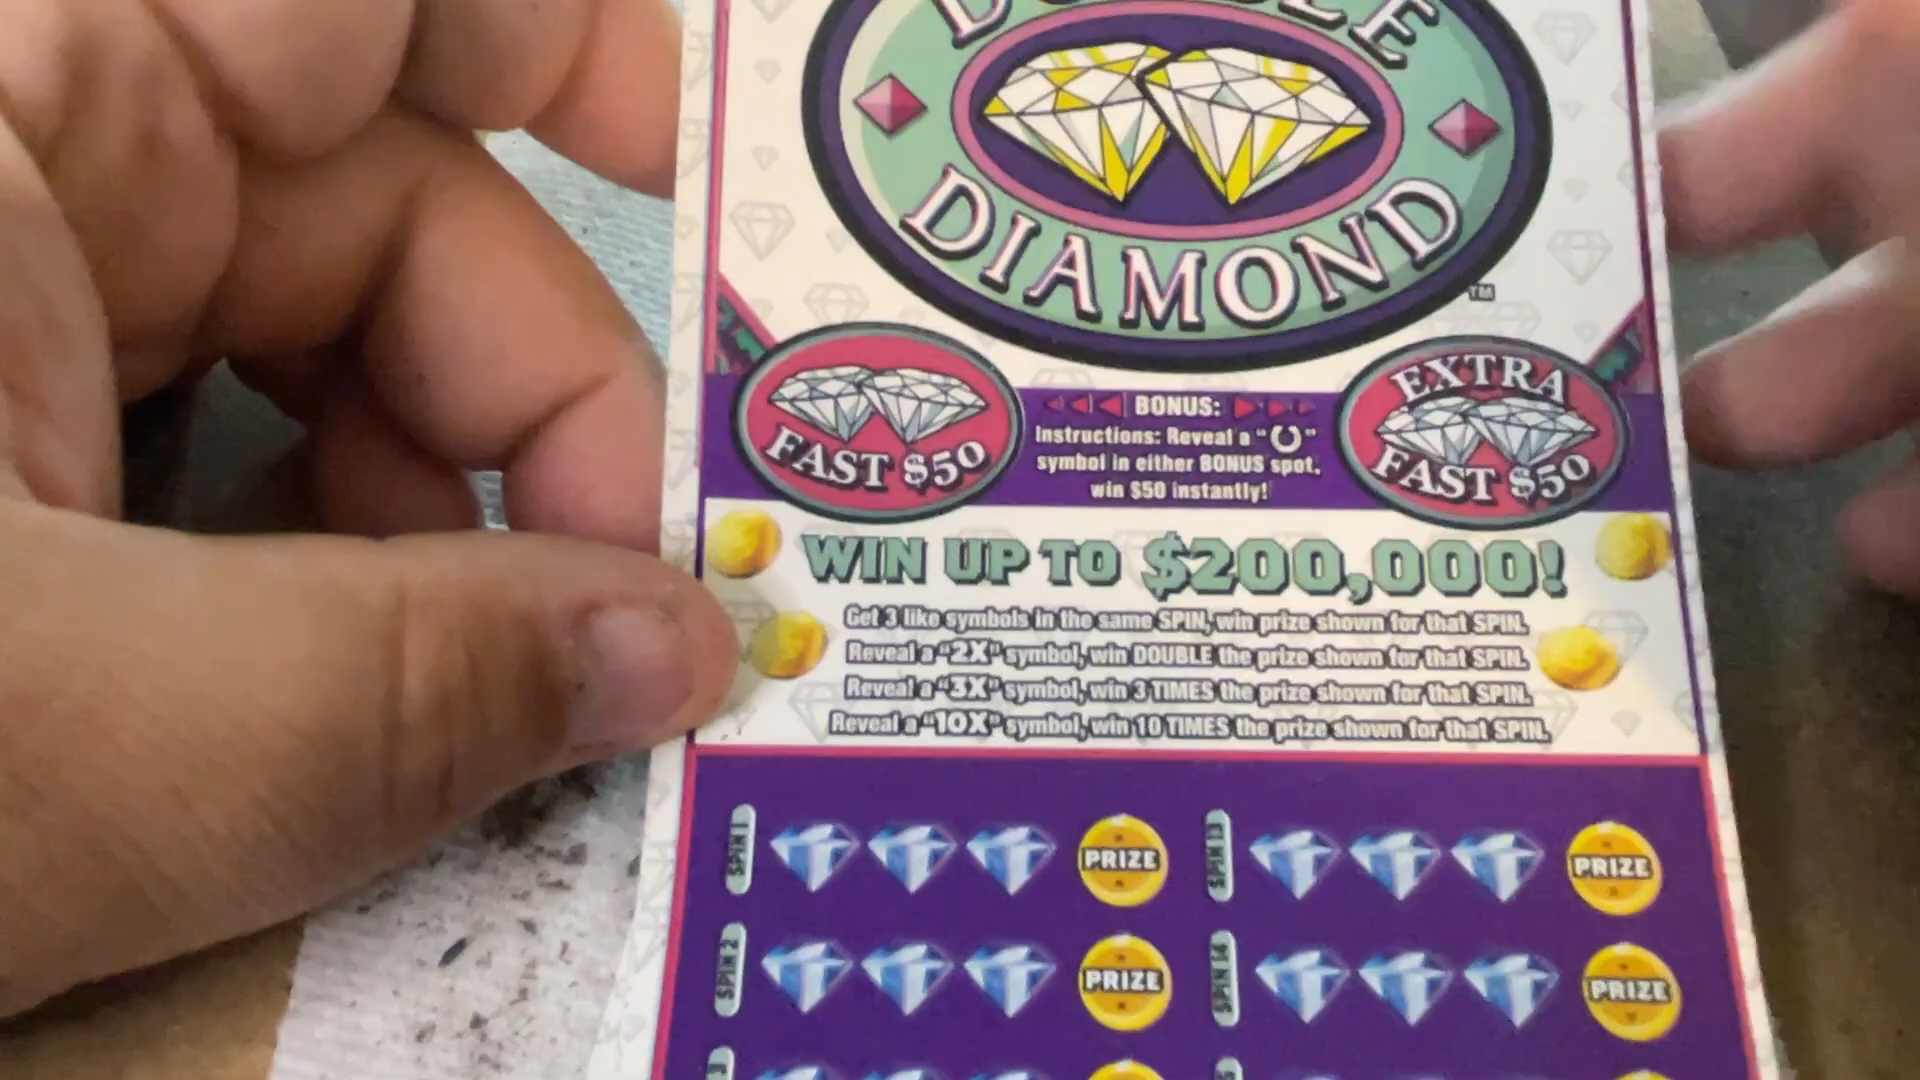 DOUBLE
DIAMOND
TM
FAST $50
BONUS:
Instructions: Reveal a " "
symbol in either BONUS spot,
win $50 instantly!
EXTRA
FAST $50
WIN UP TO $200,000!
Get 3 like symbols in the same SPIN, win prize shown for that SPIN.
Reveal a "2X" symbol, win DOUBLE the prize shown for that SPIN.
Reveal a "3X" symbol, win 3 TIMES the prize shown for that SPIN.
Reveal a "10X" symbol, win 10 TIMES the prize shown for that SPIN.
SPIN 1
PRIZE
SPIN 13
PRIZE
SPIN 2
PRIZE
SPIN 14
PRIZE